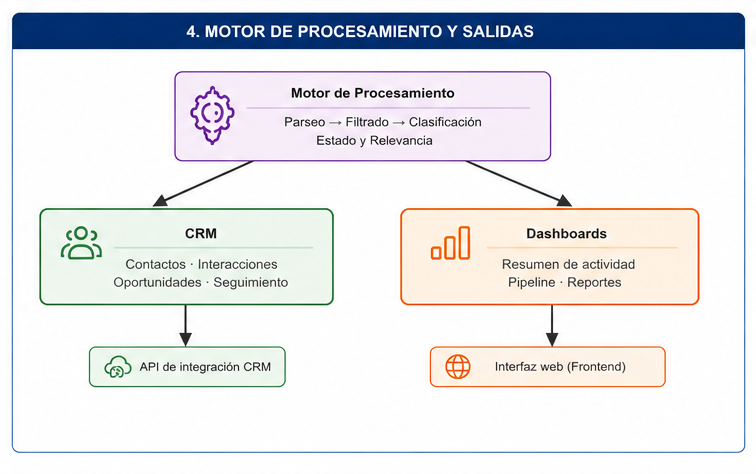 4. MOTOR DE PROCESAMIENTO Y SALIDAS
Motor de Procesamiento
Parseo → Filtrado → Clasificación
Estado y Relevancia
CRM
Contactos · Interacciones
Oportunidades · Seguimiento
Dashboards
Resumen de actividad
Pipeline · Reportes
API de integración CRM
Interfaz web (Frontend)